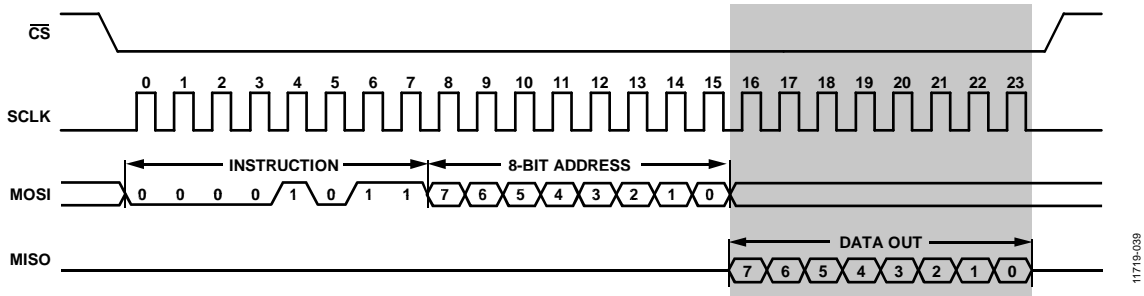 CS
0 1 2 3 4 5 6 7 8 9 10 11 12 13 14 15 16 17 18 19 20 21 22 23
SCLK
INSTRUCTION 8-BIT ADDRESS
MOSI 0 0 0 0 1 0 1 1 7 6 5 4 3 2 1 0
DATA OUT
MISO
7 6 5 4 3 2 1 0
11719-039